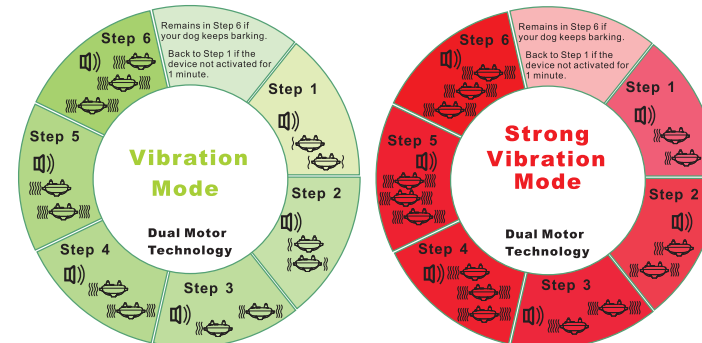 Remains in Step 6 if
your dog keeps barking.
Back to Step 1 if the
device not activated for
1 minute.
Step 1
Step 2
Step 3
Step 4
Step 5
Step 6
Vibration
Mode
Dual Motor
Technology
Remains in Step 6 if
your dog keeps barking.
Back to Step 1 if the
device not activated for
1 minute.
Step 1
Step 2
Step 3
Step 4
Step 5
Step 6
Strong
Vibration
Mode
Dual Motor
Technology